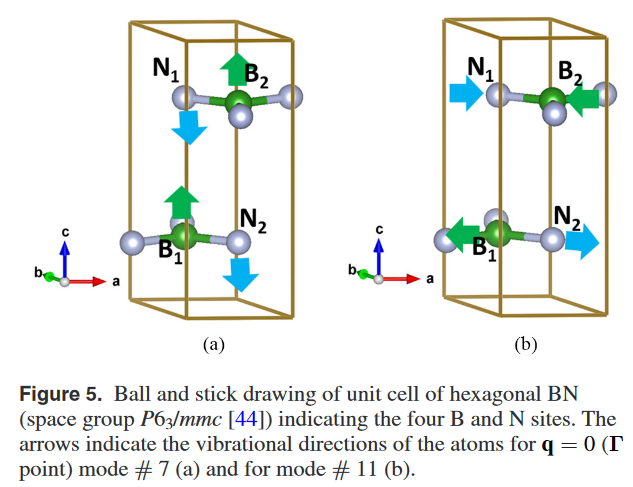 N₁ B₂
B₁ N₂
c
b
a
(a)
N₁ B₂
B₁ N₂
c
b
a
(b)
Figure 5. Ball and stick drawing of unit cell of hexagonal BN
(space group P6₃/mmc [44]) indicating the four B and N sites. The
arrows indicate the vibrational directions of the atoms for q = 0 (Γ
point) mode # 7 (a) and for mode # 11 (b).